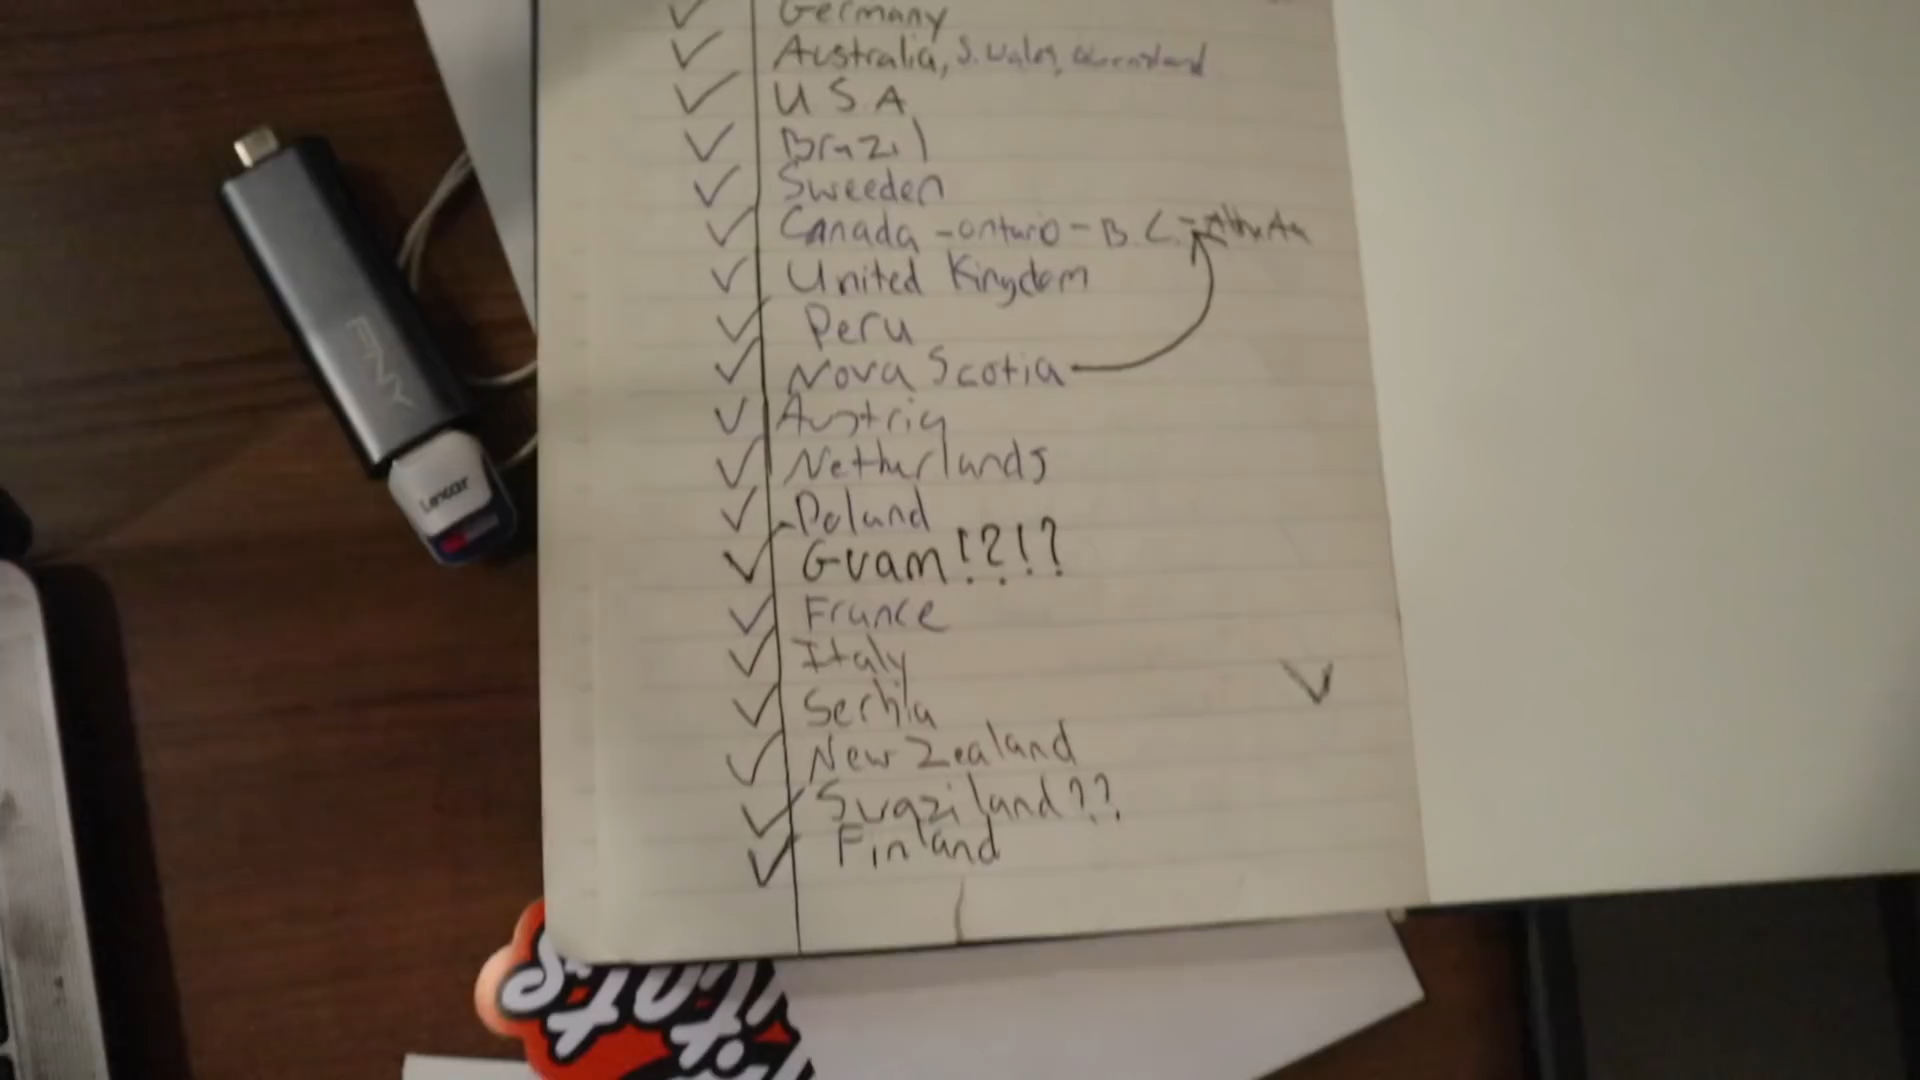 Germany
Australia, S. Wales, Queensland
USA
Brazil
Sweeden
Canada - ontario - B.C. - Alberta
United Kingdom
Peru
Nova Scotia
Austria
Netherlands
Poland
Guam!?!?
France
Italy
Serbia
New Zealand
Swaziland??
Finland
PNY
Lexar